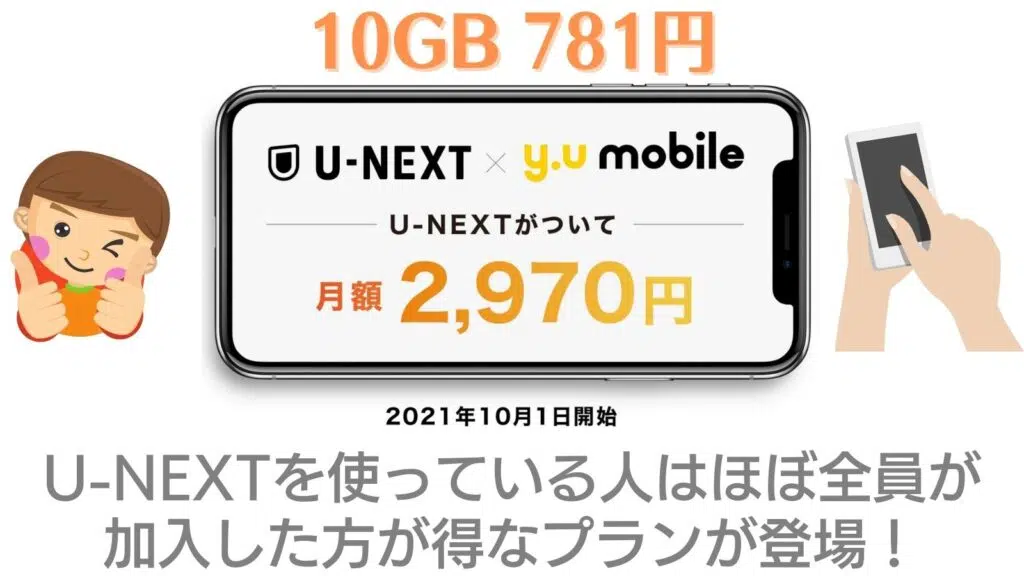 10GB 781円
U-NEXT × y.u mobile
U-NEXTがついて
月額 2,970円
2021年10月1日開始
U-NEXTを使っている人はほぼ全員が
加入した方が得なプランが登場！